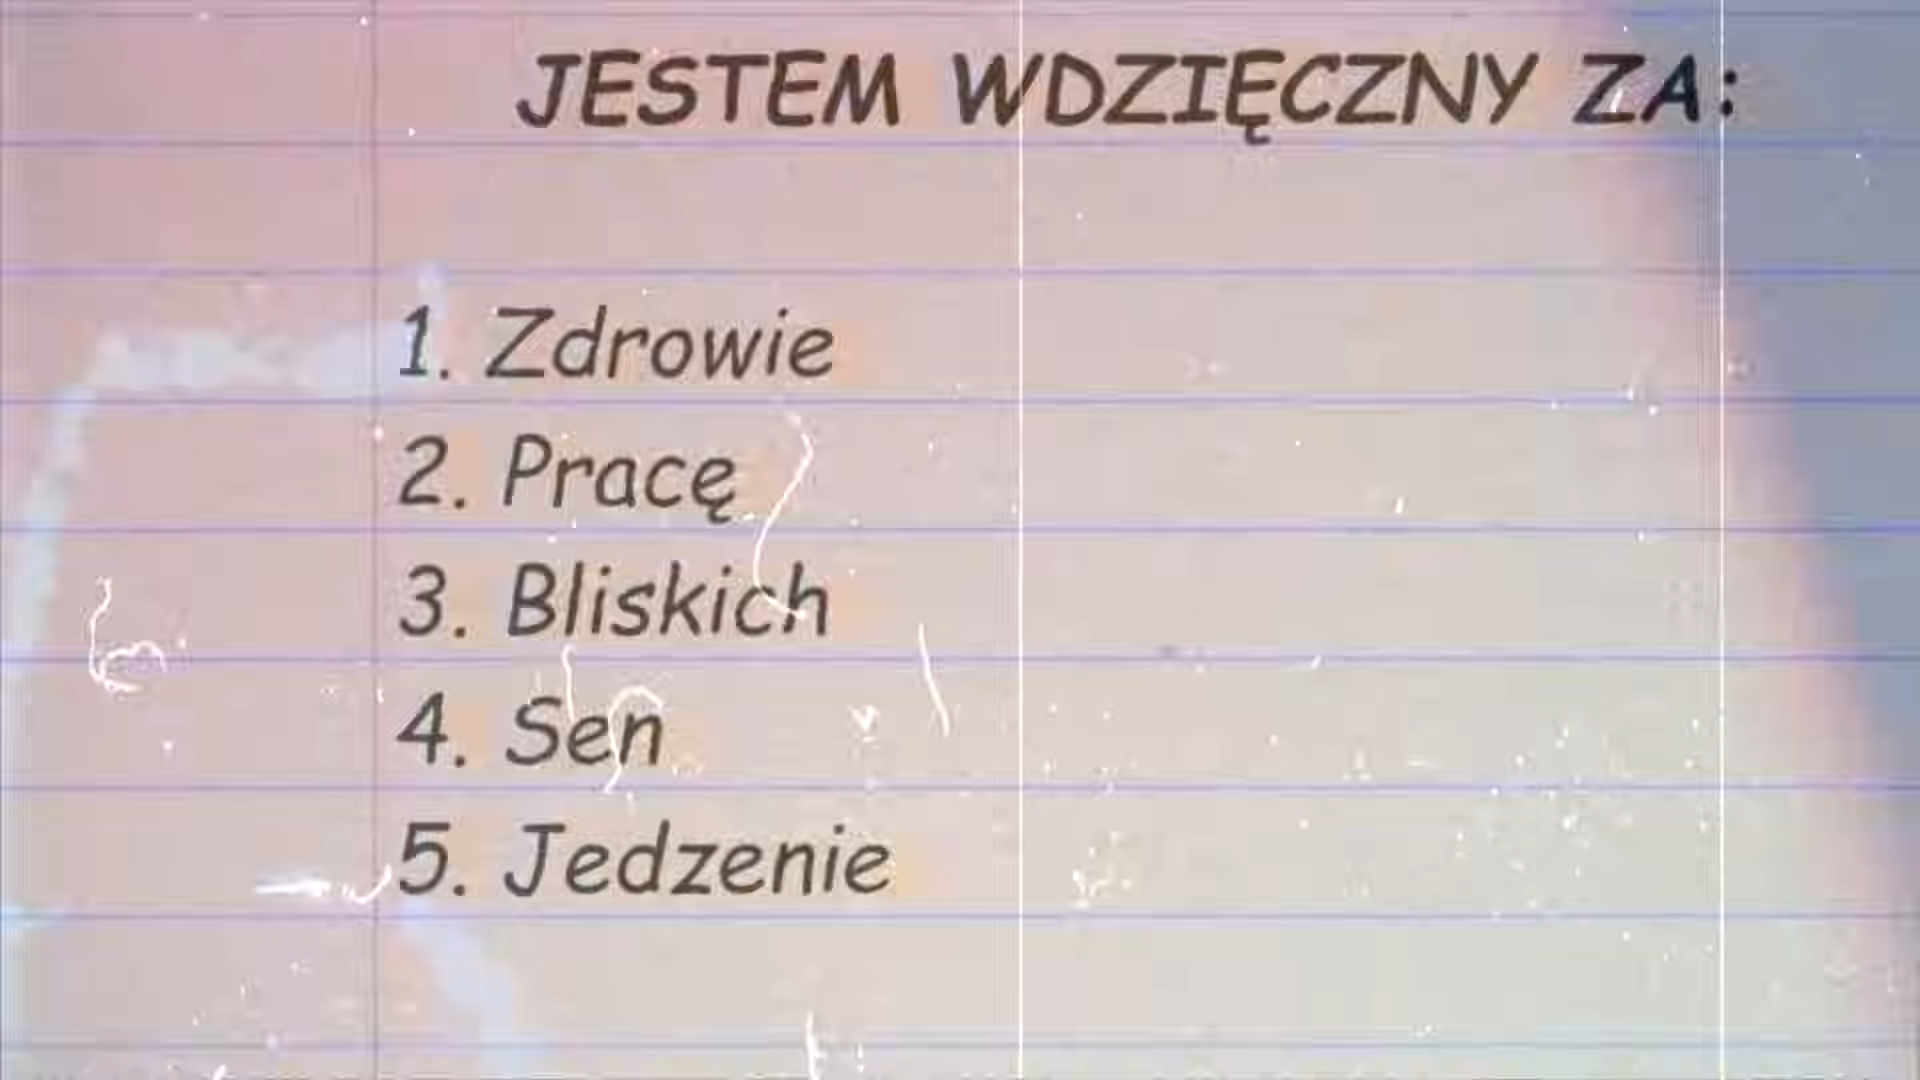 JESTEM WDZIĘCZNY ZA:
1. Zdrowie
2. Pracę
3. Bliskich
4. Sen
5. Jedzenie